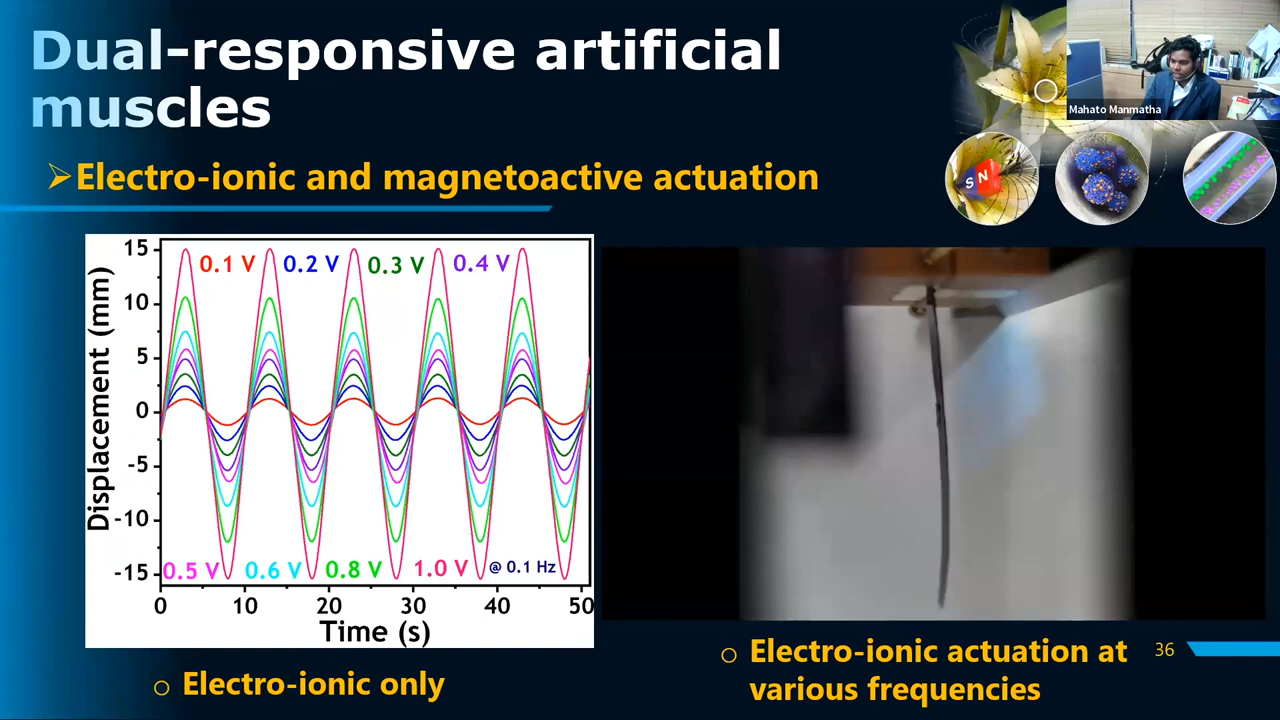 Dual-responsive artificial
muscles
Mahato Manmatha
➢Electro-ionic and magnetoactive actuation
S N
15
10
5
0
-5
-10
-15
Displacement (mm)
0.1 V 0.2 V 0.3 V 0.4 V
0.5 V 0.6 V 0.8 V 1.0 V @ 0.1 Hz
0 10 20 30 40 50
Time (s)
o Electro-ionic only
o Electro-ionic actuation at
various frequencies
36